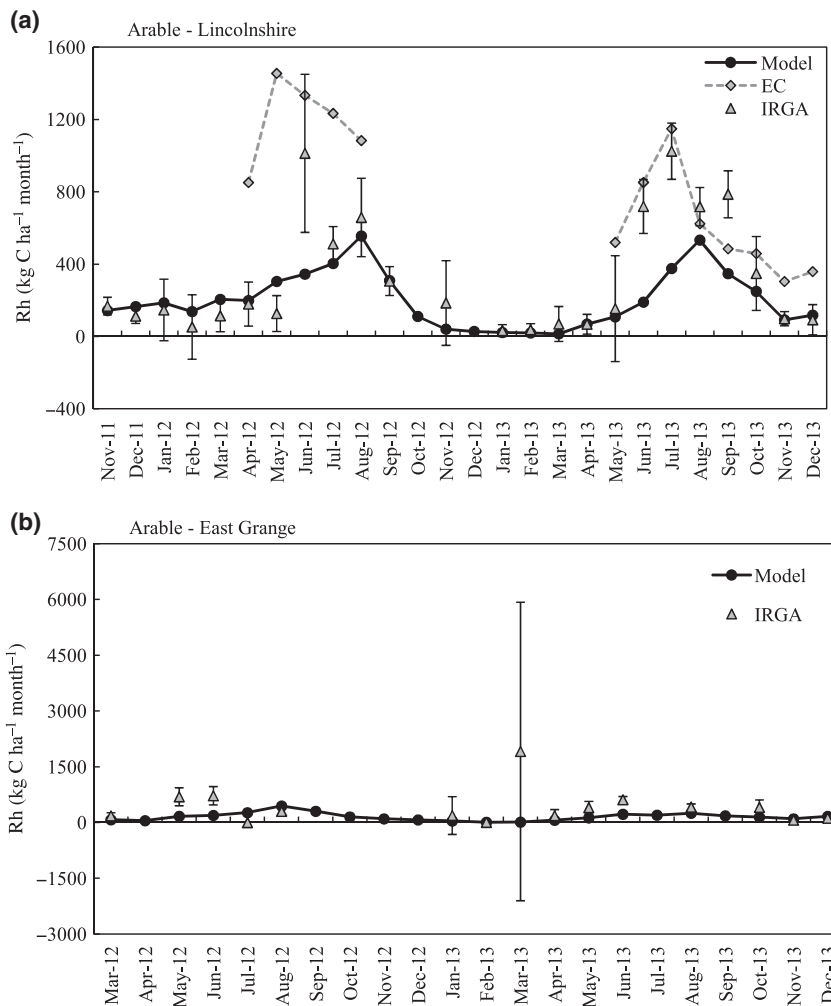 (a)
Arable - Lincolnshire
1600
1200
800
400
0
−400
Rh (kg C ha−1 month−1)
Model
EC
IRGA
Nov-11
Dec-11
Jan-12
Feb-12
Mar-12
Apr-12
May-12
Jun-12
Jul-12
Aug-12
Sep-12
Oct-12
Nov-12
Dec-12
Jan-13
Feb-13
Mar-13
Apr-13
May-13
Jun-13
Jul-13
Aug-13
Sep-13
Oct-13
Nov-13
Dec-13
(b)
Arable - East Grange
7500
6000
4500
3000
1500
0
−1500
−3000
Rh (kg C ha−1 month−1)
Model
IRGA
Mar-12
Apr-12
May-12
Jun-12
Jul-12
Aug-12
Sep-12
Oct-12
Nov-12
Dec-12
Jan-13
Feb-13
Mar-13
Apr-13
May-13
Jun-13
Jul-13
Aug-13
Sep-13
Oct-13
Nov-13
Dec-13